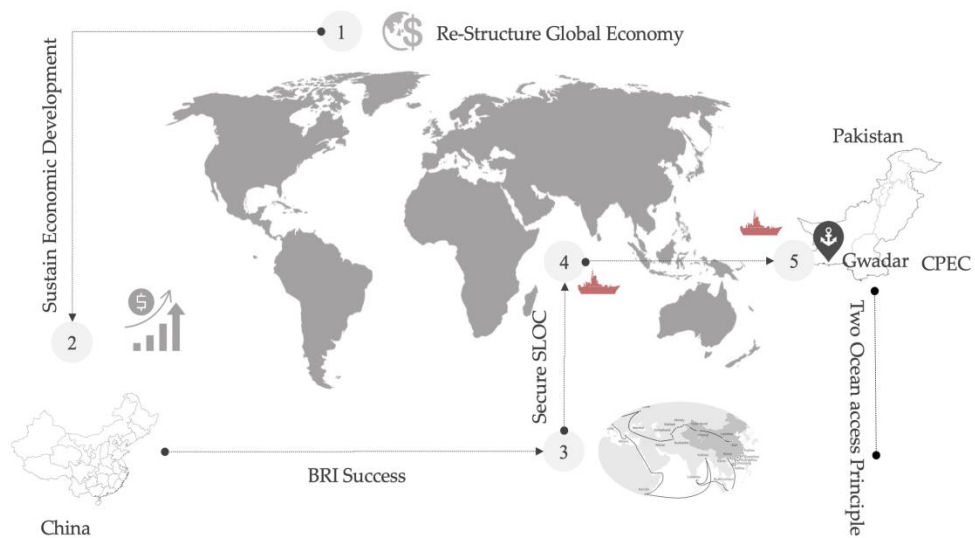 1
Re-Structure Global Economy
Sustain Economic Development
Pakistan
4
5
Gwadar
CPEC
2
Secure SLOC
Two Ocean access Principle
3
BRI Success
China